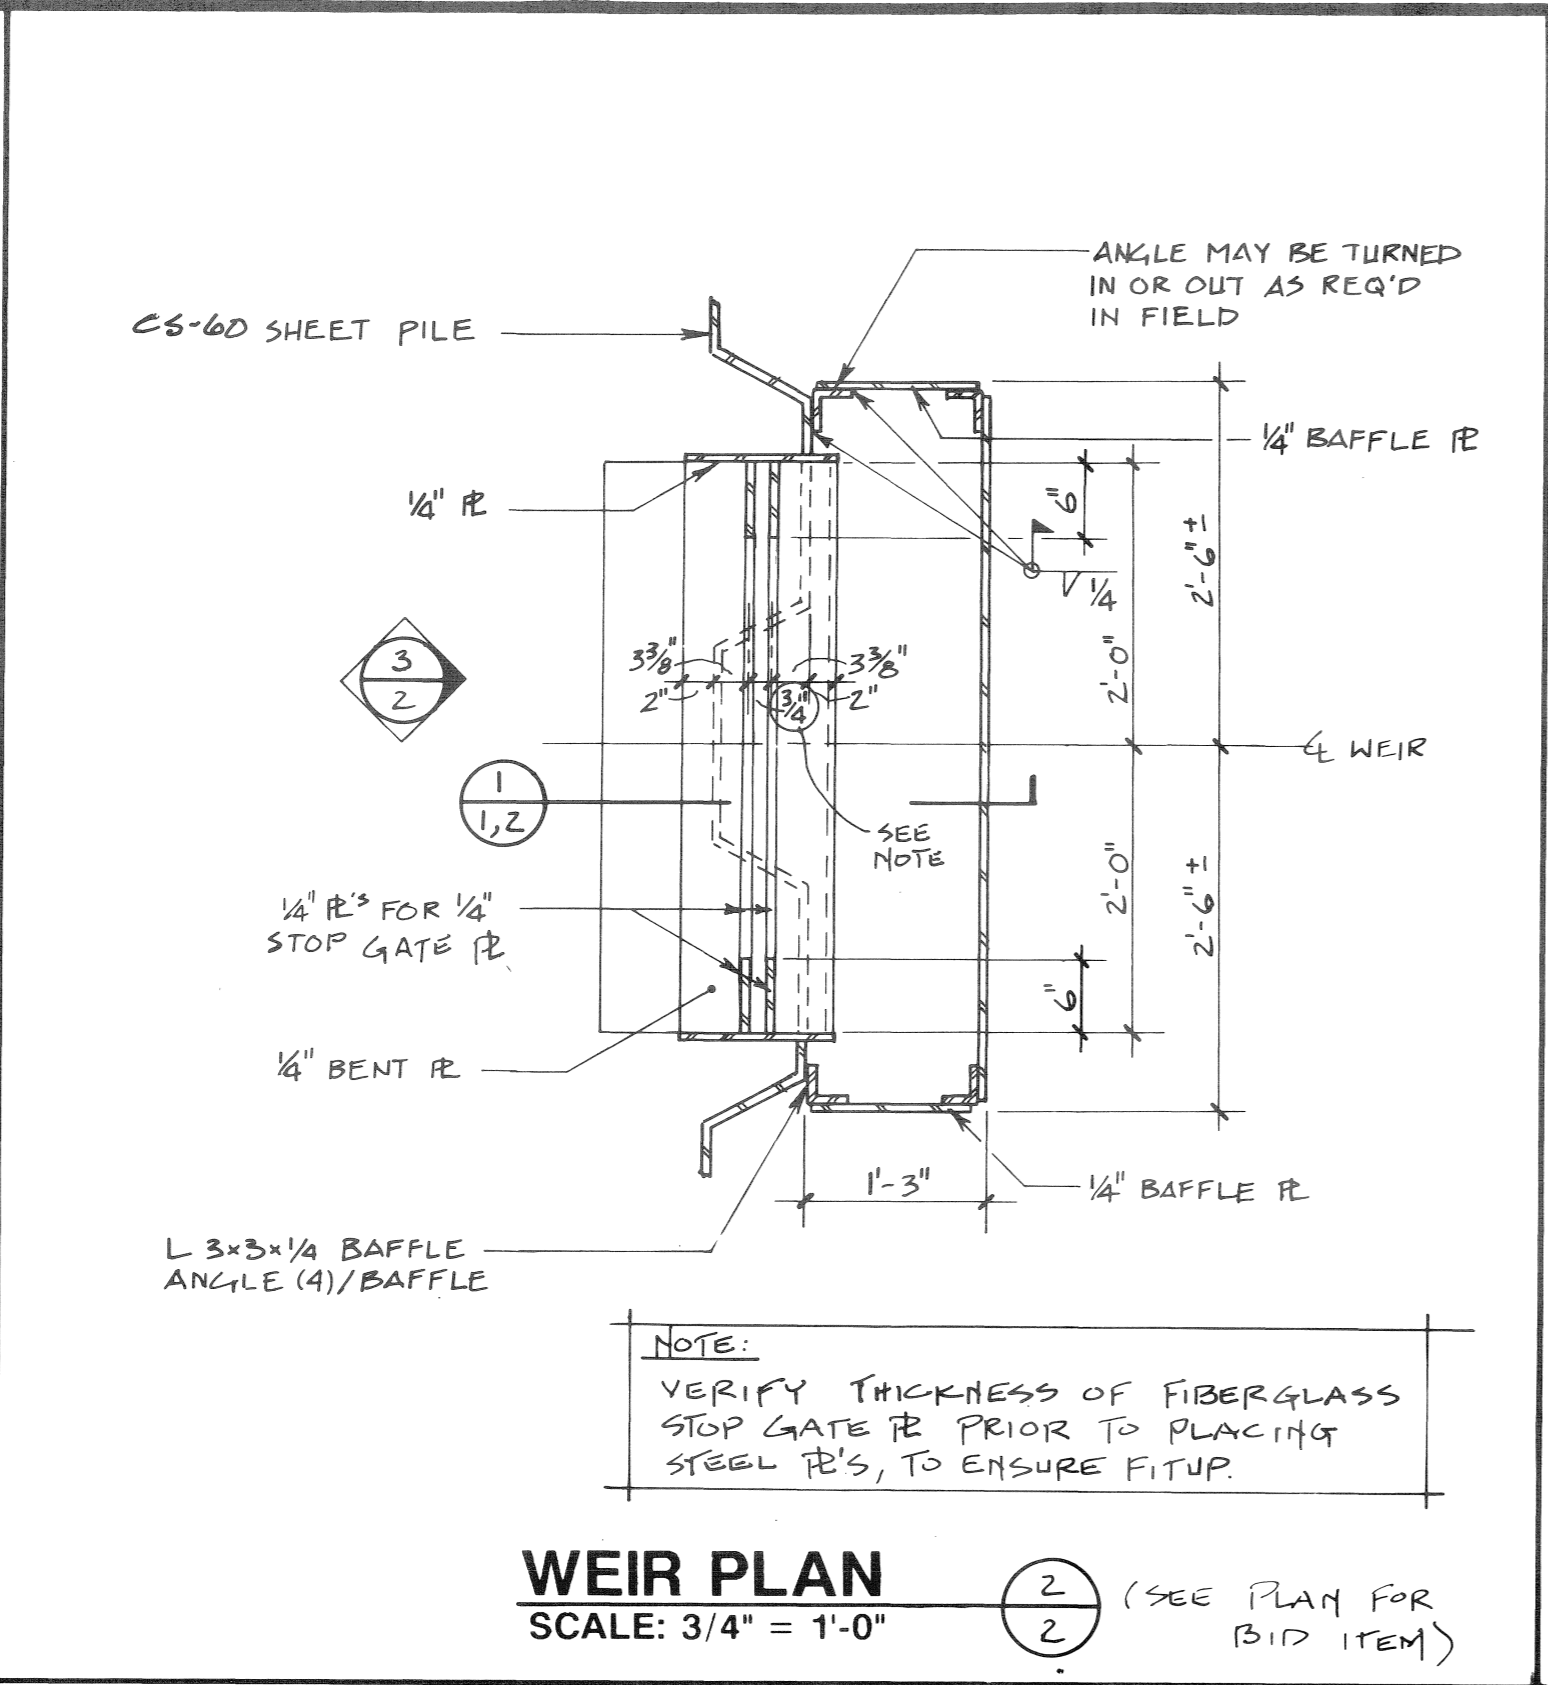 ANGLE MAY BE TURNED
IN OR OUT AS REQ'D
IN FIELD
CS-60 SHEET PILE
1/4" BAFFLE PL
1/4" PL
6"
2'-6" ±
1/4
2'-0"
3 3/8"
3 3/8"
2"
3/4"
2"
3
2
CL WEIR
1
1,2
SEE
NOTE
2'-0"
2'-6" ±
1/4" PL'S FOR 1/4"
STOP GATE PL
6"
1/4" BENT PL
1'-3"
1/4" BAFFLE PL
L 3x3x1/4 BAFFLE
ANGLE (4)/BAFFLE
NOTE:
VERIFY THICKNESS OF FIBERGLASS
STOP GATE PL PRIOR TO PLACING
STEEL PL'S, TO ENSURE FITUP.
WEIR PLAN
SCALE: 3/4" = 1'-0"
2
2
(SEE PLAN FOR
BID ITEM)